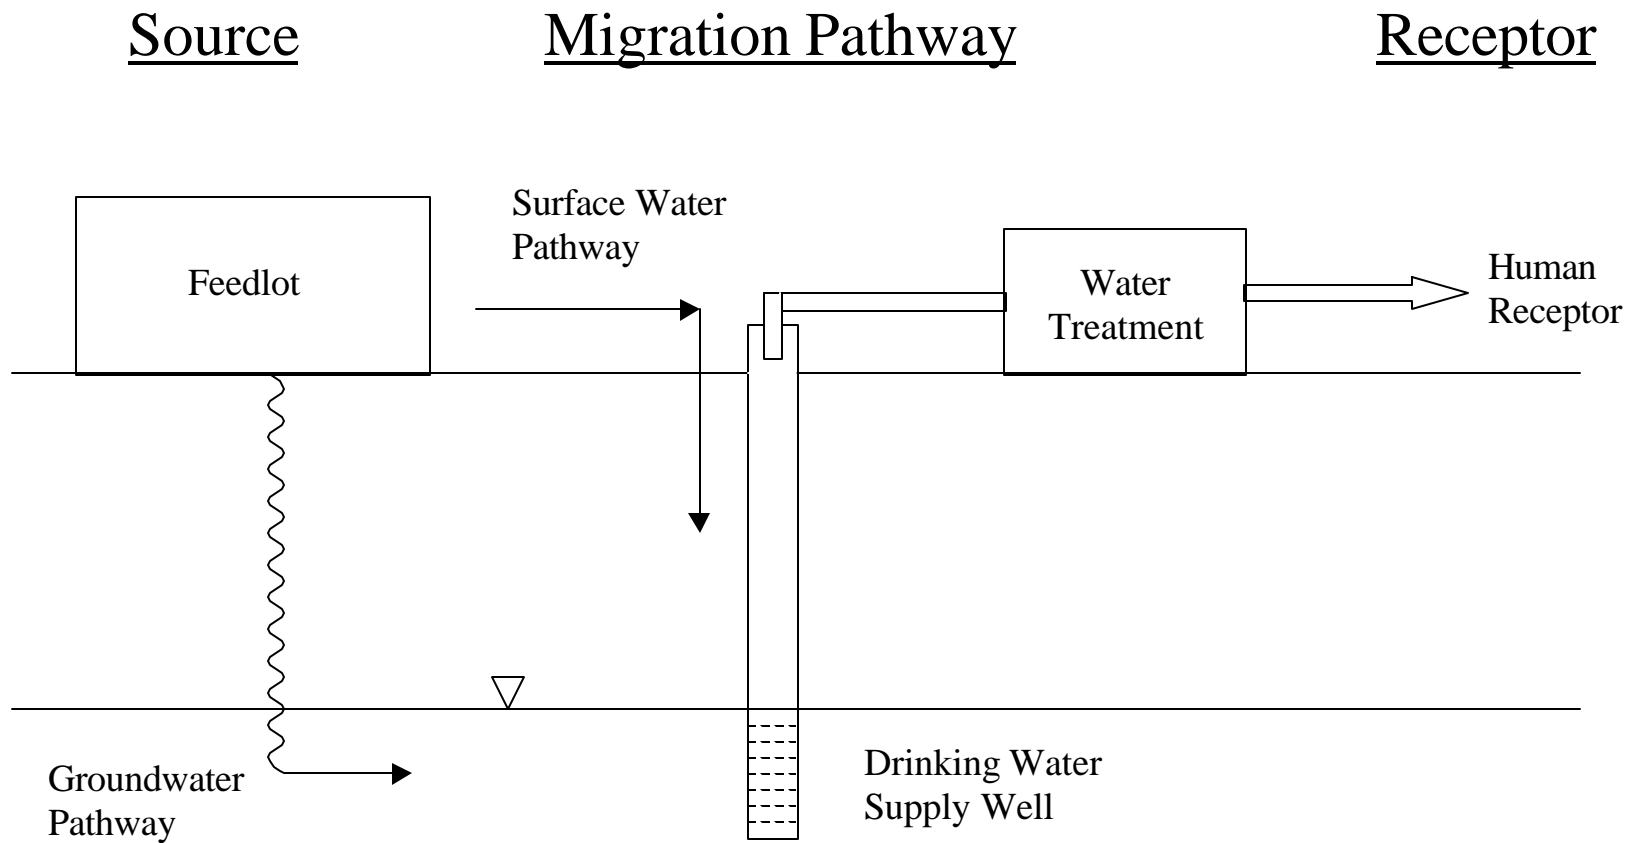 Source
Migration Pathway
Receptor
Surface Water
Pathway
Feedlot
Water
Treatment
Human
Receptor
Groundwater
Pathway
Drinking Water
Supply Well